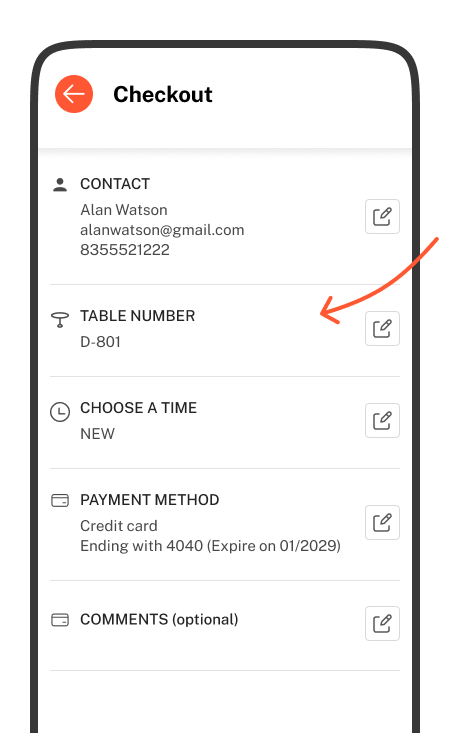 Checkout
CONTACT
Alan Watson
alanwatson@gmail.com
8355521222
TABLE NUMBER
D-801
CHOOSE A TIME
NEW
PAYMENT METHOD
Credit card
Ending with 4040 (Expire on 01/2029)
COMMENTS (optional)